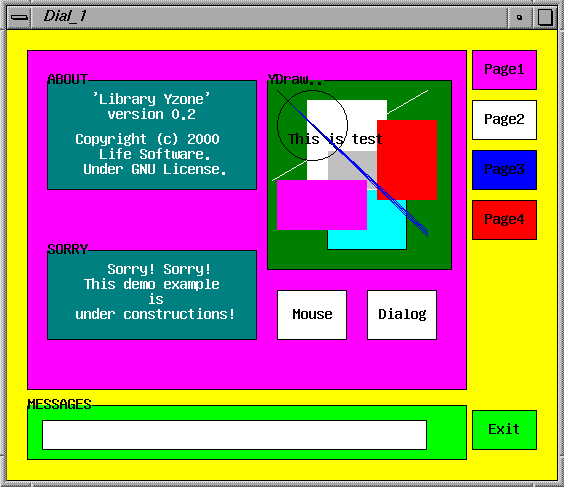 Dial_1
ABOUT
'Library Yzone'
version 0.2
Copyright (c) 2000
Life Software.
Under GNU License.
YDraw..
This is test
Page1
Page2
Page3
Page4
SORRY
Sorry! Sorry!
This demo example
is
under constructions!
Mouse
Dialog
MESSAGES
Exit